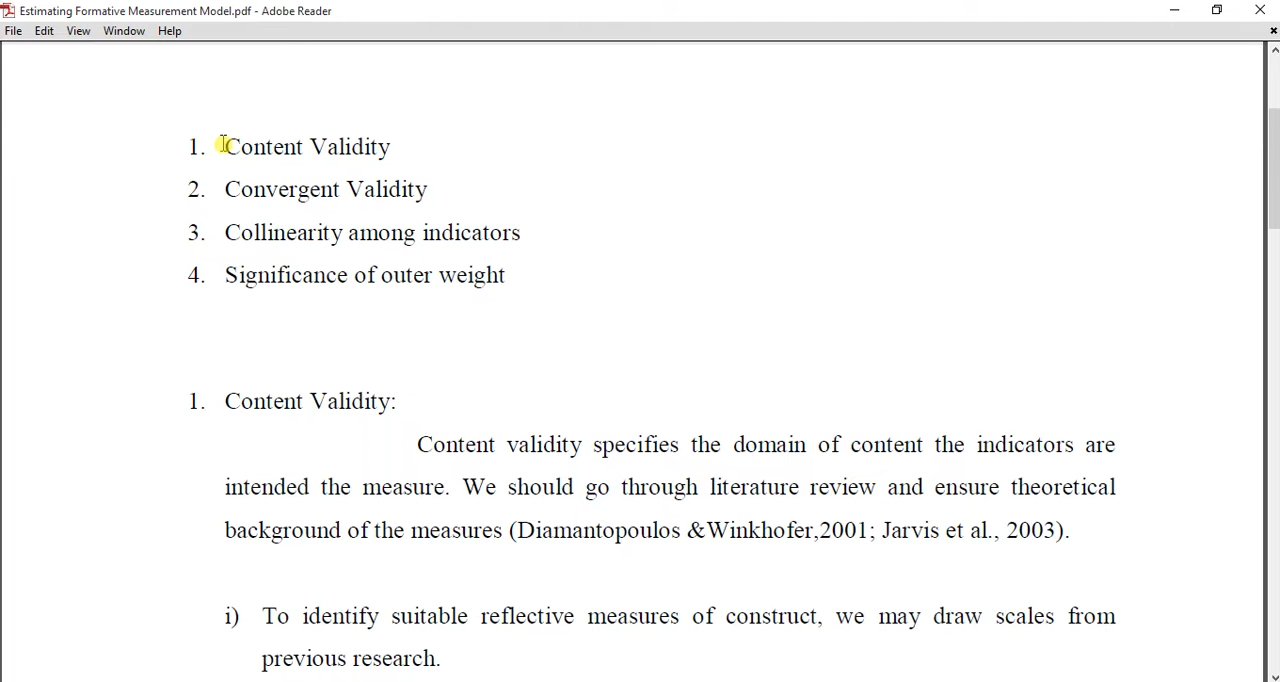 Estimating Formative Measurement Model.pdf - Adobe Reader
File Edit View Window Help
1. Content Validity
2. Convergent Validity
3. Collinearity among indicators
4. Significance of outer weight
1. Content Validity:
Content validity specifies the domain of content the indicators are
intended the measure. We should go through literature review and ensure theoretical
background of the measures (Diamantopoulos &Winkhofer,2001; Jarvis et al., 2003).
i) To identify suitable reflective measures of construct, we may draw scales from
previous research.